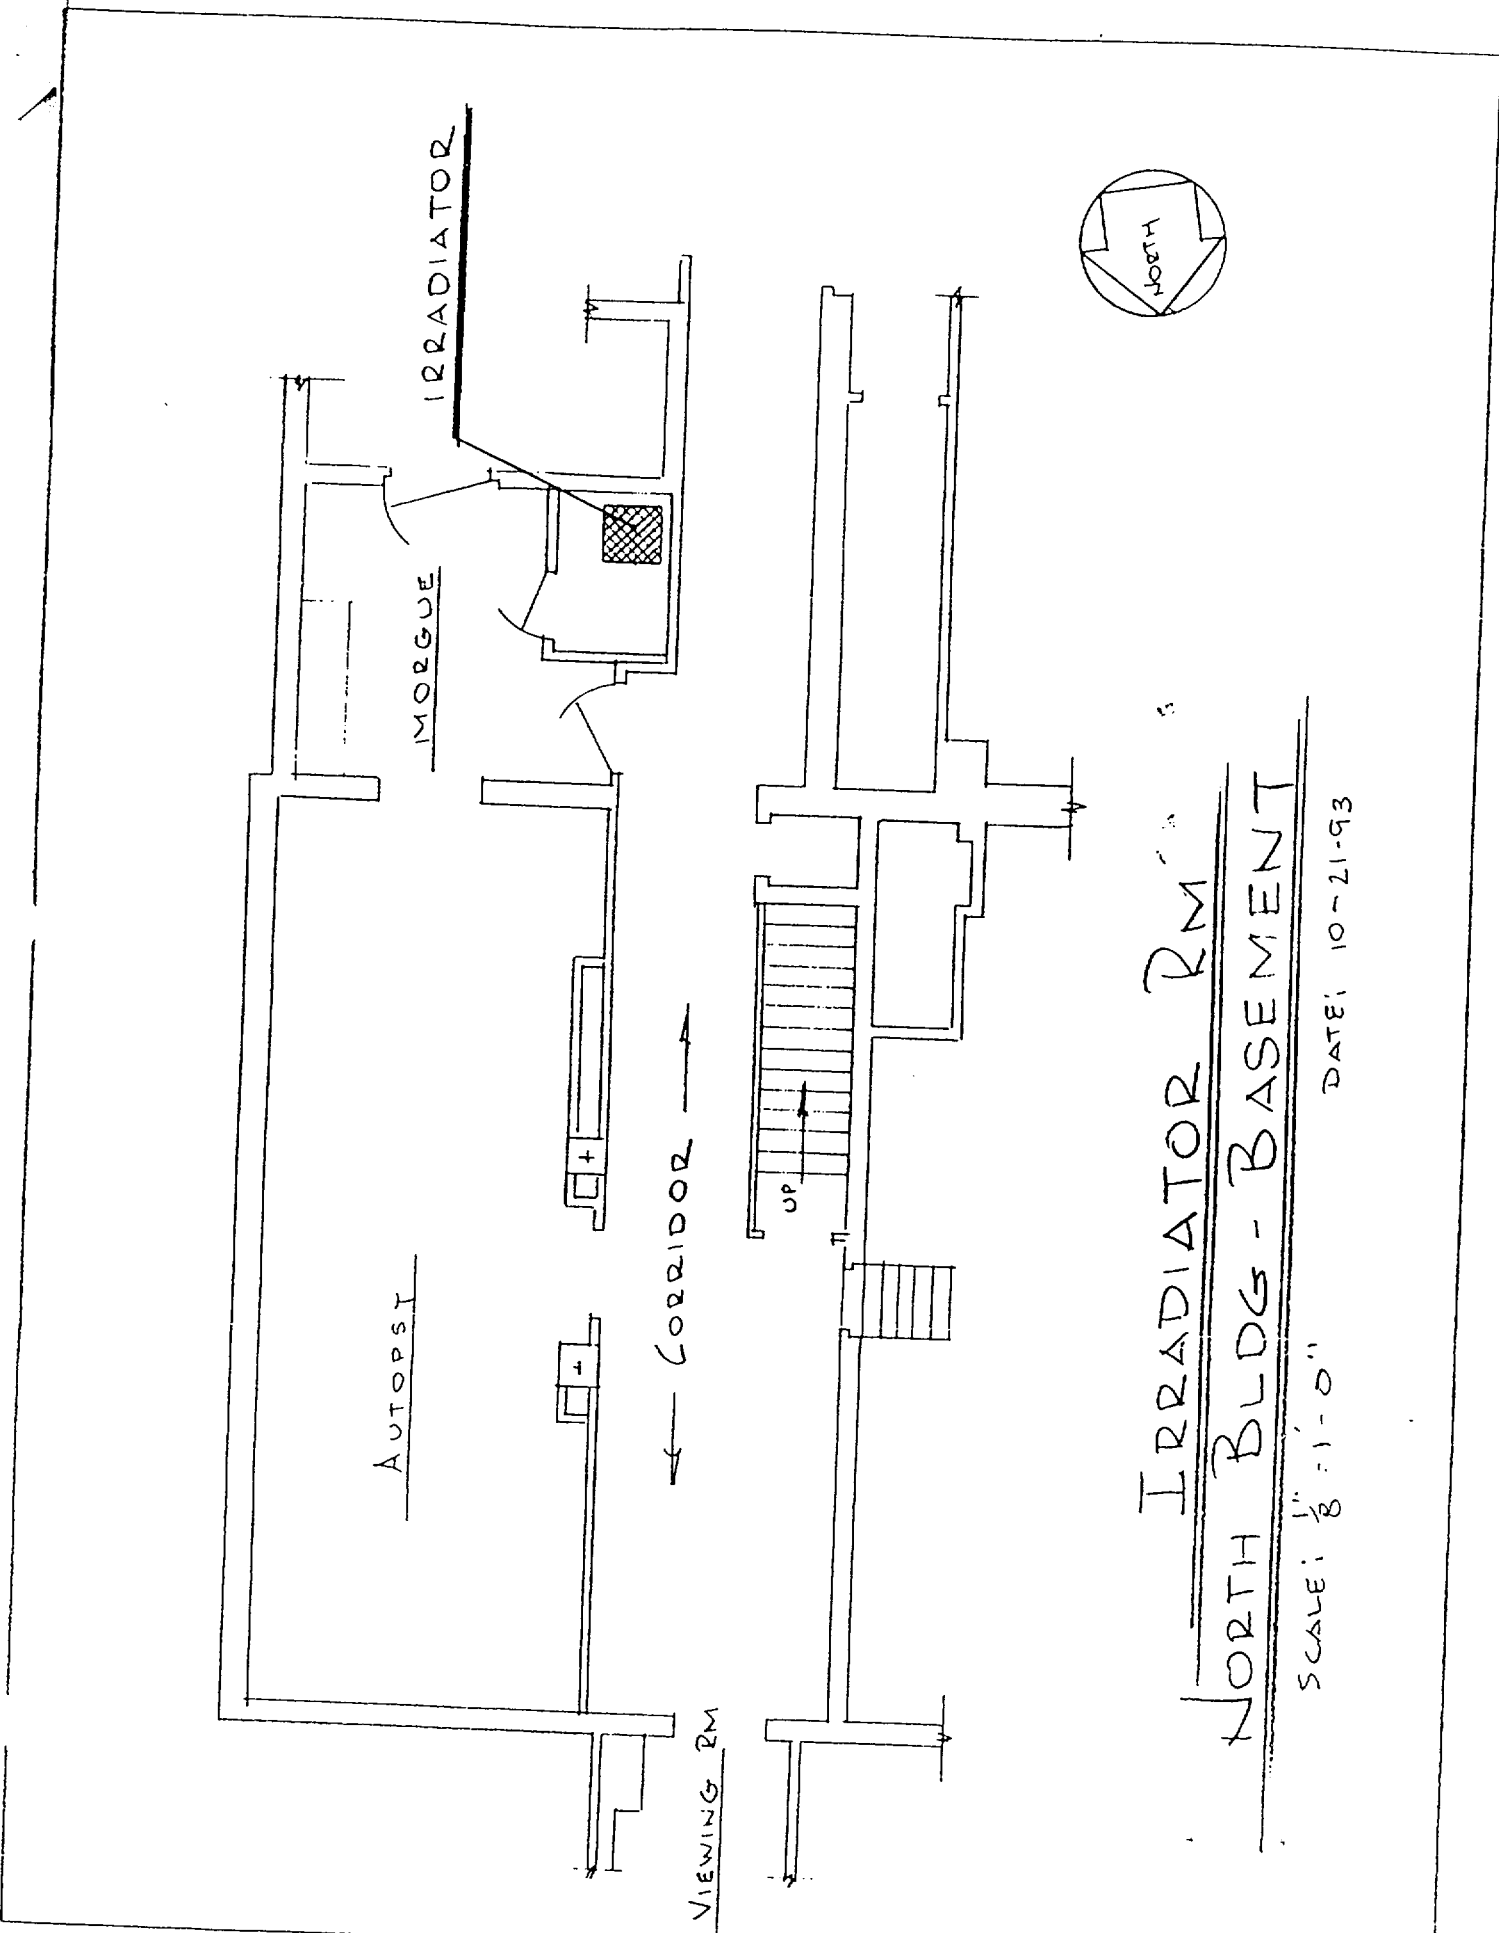 IRRADIATOR
MORGUE
AUTOPSY
← CORRIDOR →
UP
VIEWING RM
NORTH
IRRADIATOR RM
NORTH BLDG - BASEMENT
SCALE: 1/8" = 1'-0"
DATE: 10-21-93